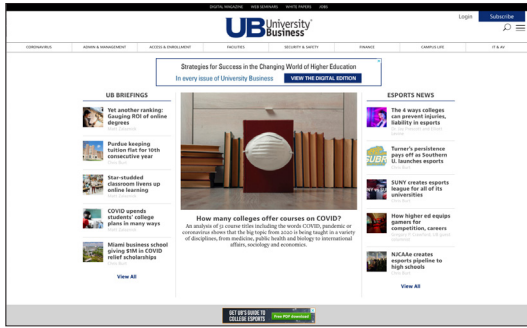 DIGITAL MAGAZINE WEB SEMINARS WHITE PAPERS JOBS
UB University Business
Login Subscribe
CORONAVIRUS ADMIN & MANAGEMENT ACCESS & ENROLLMENT FACILITIES SECURITY & SAFETY FINANCE CAMPUS LIFE IT & AV
Strategies for Success in the Changing World of Higher Education
In every issue of University Business VIEW THE DIGITAL EDITION
UB BRIEFINGS
Yet another ranking:
Gauging ROI of online
degrees
Purdue keeping
tuition flat for 10th
consecutive year
Star-studded
classroom livens up
online learning
COVID upends
students' college
plans in many ways
Miami business school
giving $1M in COVID
relief scholarships
View All
How many colleges offer courses on COVID?
An analysis of 31 course titles including the words COVID, pandemic or
coronavirus shows that the big topic from 2020 is being taught in a variety
of disciplines, from medicine, public health and biology to international
affairs, sociology and economics.
ESPORTS NEWS
The 4 ways colleges
can prevent injuries,
liability in esports
Turner's persistence
pays off as Southern
U. launches esports
SUNY creates esports
league for all of its
universities
How higher ed equips
gamers for
competition, careers
NJCAAe creates
esports pipeline to
high schools
View All
GET UB'S GUIDE TO
COLLEGE ESPORTS
Free PDF download